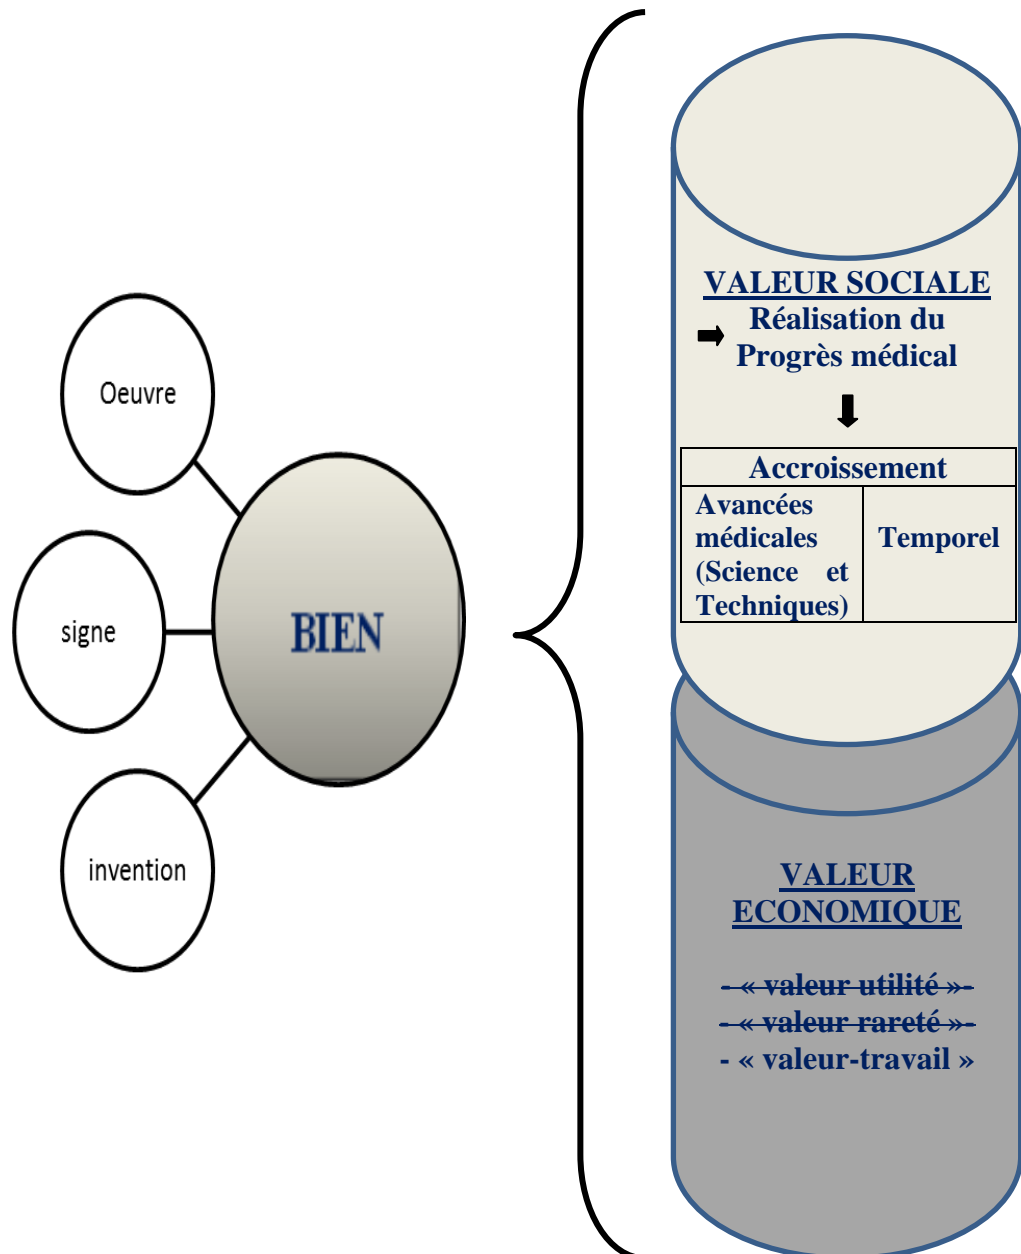 Oeuvre
signe
invention
BIEN
VALEUR SOCIALE
Réalisation du
Progrès médical
Accroissement
Avancées
médicales
(Science et
Techniques)
Temporel
VALEUR
ECONOMIQUE
- « valeur utilité »-
- « valeur rareté »-
- « valeur-travail »